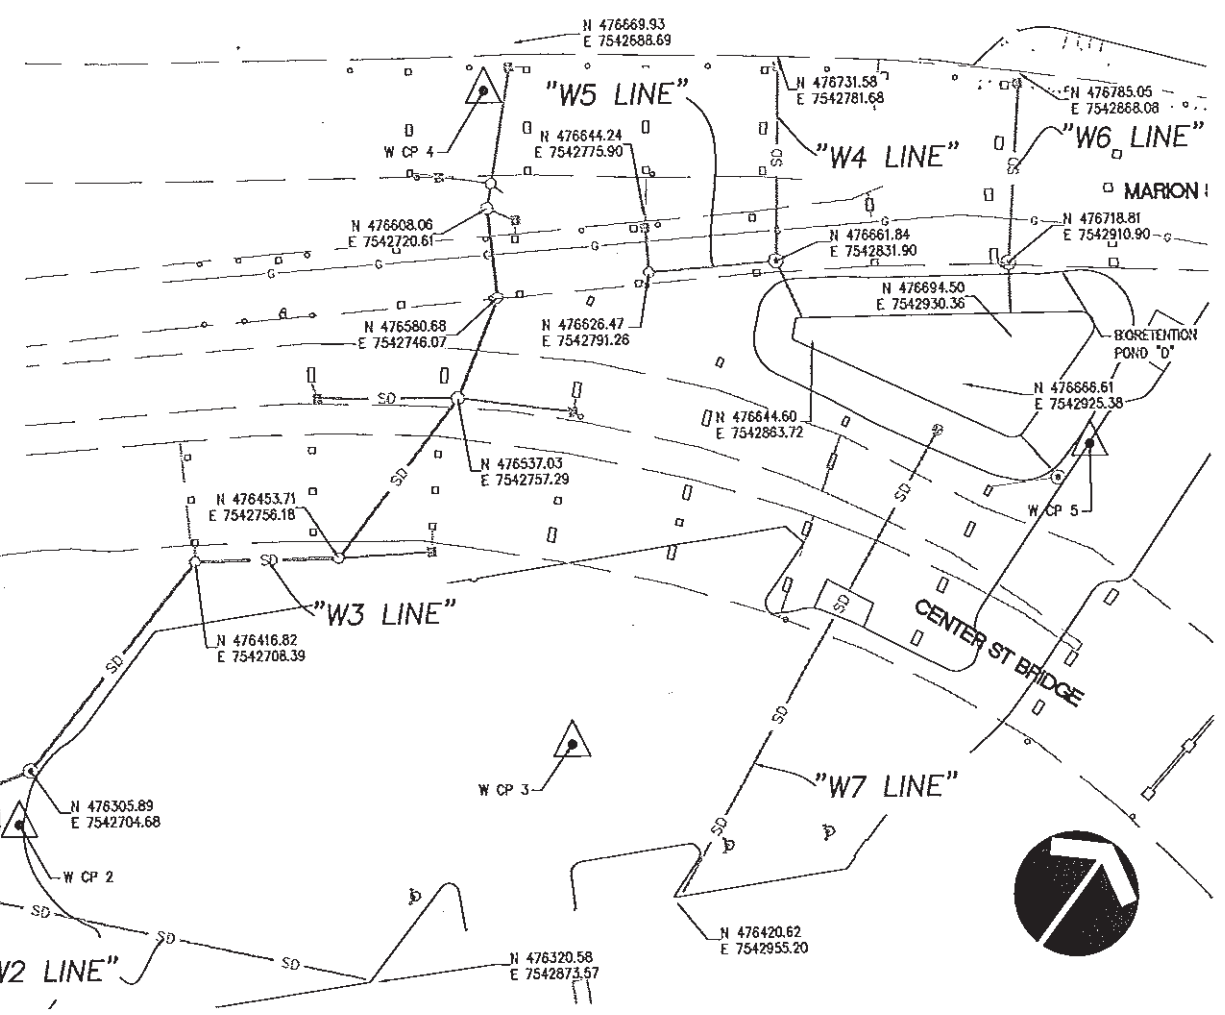 N 476669.93
E 7542688.69
"W5 LINE"
N 476731.58
E 7542781.68
N 476785.05
E 7542868.08
W CP 4
N 476644.24
E 7542775.90
"W4 LINE"
SD
SD
"W6 LINE"
MARION
N 476608.06
E 7542720.61
N 476661.84
E 7542831.90
N 476718.81
E 7542910.90
G
G
G
G
G
G
G
N 476694.50
E 7542930.36
N 476580.68
E 7542746.07
N 476626.47
E 7542791.26
BIORETENTION
POND "D"
SD
N 476644.60
E 7542863.72
N 476668.61
E 7542925.38
SD
N 476537.03
E 7542757.29
SD
N 476453.71
E 7542756.18
W CP 5
SD
"W3 LINE"
SD
CENTER ST BRIDGE
N 476416.82
E 7542708.39
SD
SD
W CP 3
"W7 LINE"
N 476305.89
E 7542704.68
SD
W CP 2
SD
SD
SD
N 476420.62
E 7542955.20
W2 LINE"
N 476320.58
E 7542873.57